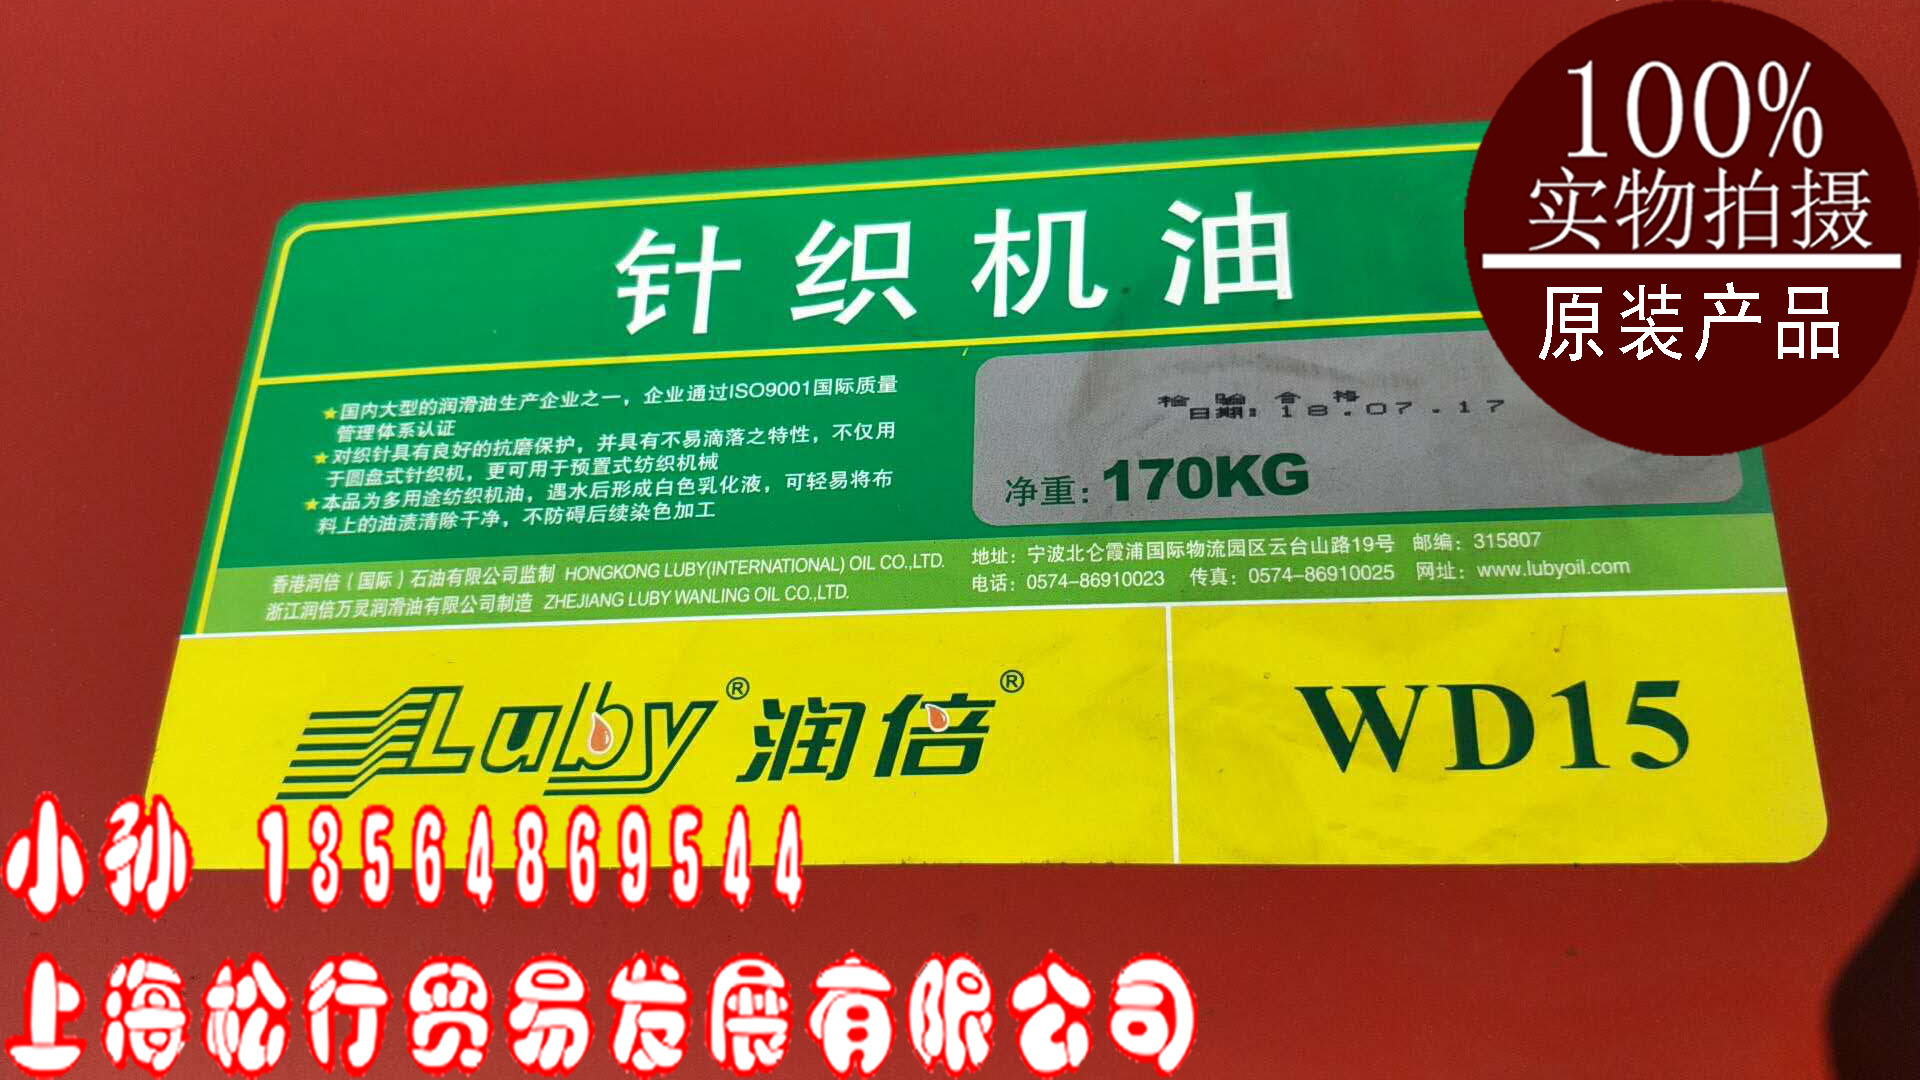 100%
实物拍摄
原装产品
针织机油
★国内大型的润滑油生产企业之一，企业通过ISO9001国际质量
管理体系认证
★对织针具有良好的抗磨保护，并具有不易滴落之特性，不仅用
于圆盘式针织机，更可用于预置式纺织机械
★本品为多用途纺织机油，遇水后形成白色乳化液，可轻易将布
料上的油渍清除干净，不防碍后续染色加工
检验合格
日期：18.07.17
净重：170KG
香港润倍（国际）石油有限公司监制 HONGKONG LUBY(INTERNATIONAL) OIL CO.,LTD.
浙江润倍万灵润滑油有限公司制造 ZHEJIANG LUBY WANLING OIL CO.,LTD.
地址：宁波北仑霞浦国际物流园区云台山路19号 邮编：315807
电话：0574-86910023 传真：0574-86910025 网址：www.lubyoil.com
Luby® 润倍®
WD15
小孙 13564869544
上海松行贸易发展有限公司